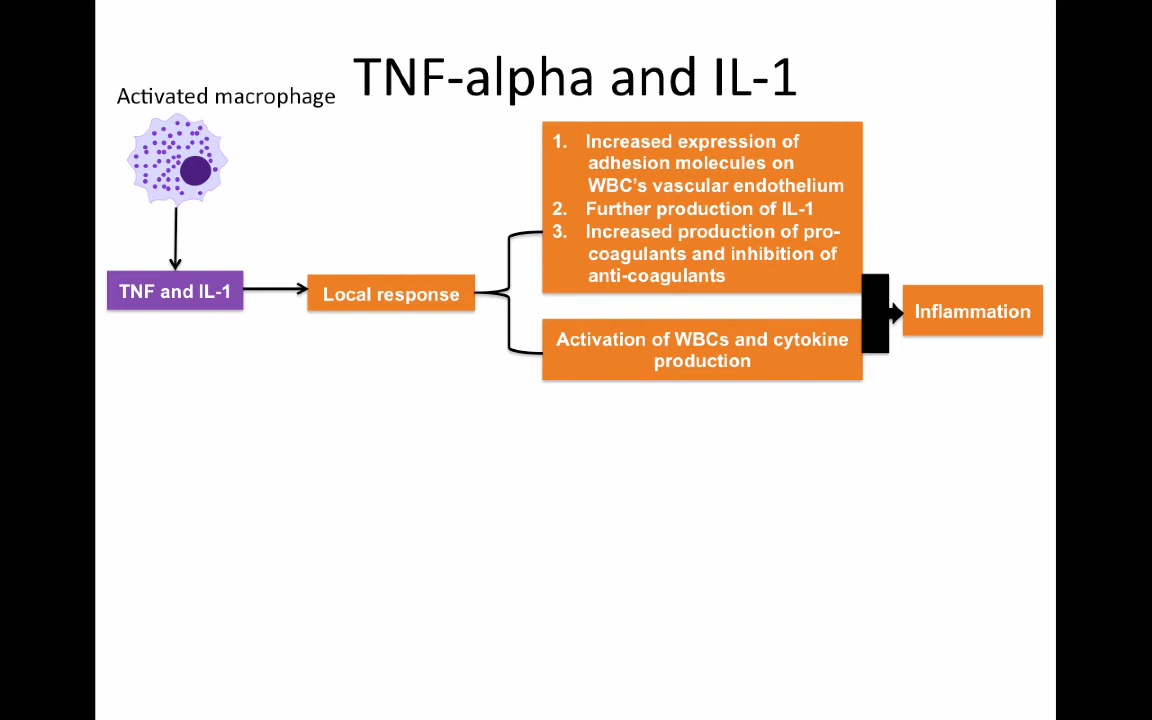 TNF-alpha and IL-1
Activated macrophage
TNF and IL-1
Local response
1. Increased expression of
adhesion molecules on
WBC's vascular endothelium
2. Further production of IL-1
3. Increased production of pro-
coagulants and inhibition of
anti-coagulants
Activation of WBCs and cytokine
production
Inflammation